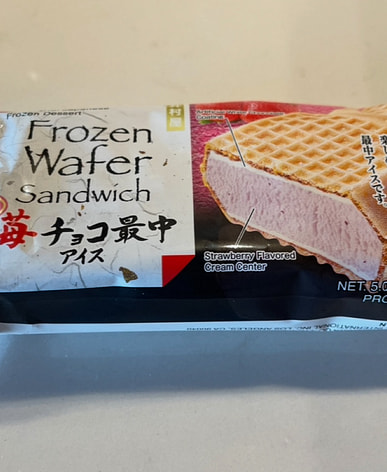 Frozen Dessert
Frozen
Wafer
Sandwich
苺チョコ最中
アイス
Coating
Strawberry Flavored
Cream Center
最中アイスです。
NET. 5.0
PRO